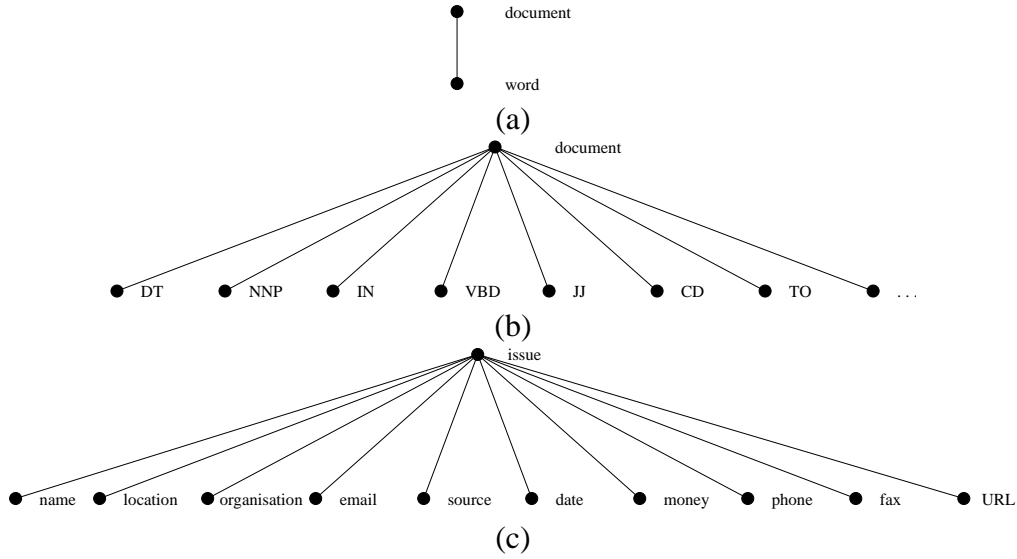 document
word
(a)
document
DT NNP IN VBD JJ CD TO ...
(b)
issue
name location organisation email source date money phone fax URL
(c)